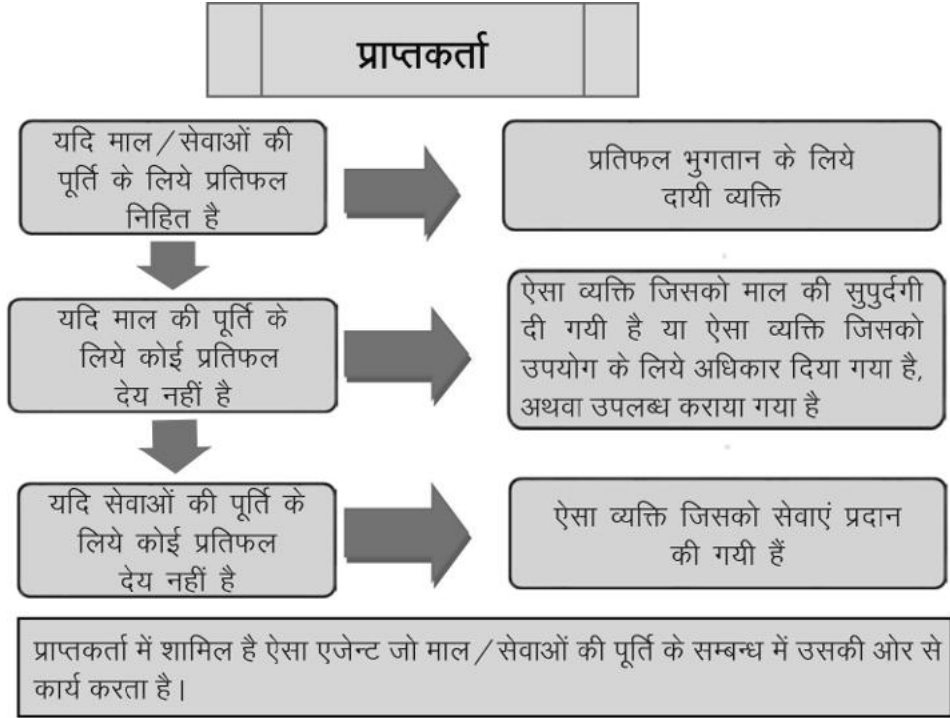 प्राप्तकर्ता
यदि माल/सेवाओं की
पूर्ति के लिये प्रतिफल
निहित है
प्रतिफल भुगतान के लिये
दायी व्यक्ति
यदि माल की पूर्ति के
लिये कोई प्रतिफल
देय नहीं है
ऐसा व्यक्ति जिसको माल की सुपुर्दगी
दी गयी है या ऐसा व्यक्ति जिसको
उपयोग के लिये अधिकार दिया गया है,
अथवा उपलब्ध कराया गया है
यदि सेवाओं की पूर्ति के
लिये कोई प्रतिफल
देय नहीं है
ऐसा व्यक्ति जिसको सेवाएं प्रदान
की गयी हैं
प्राप्तकर्ता में शामिल है ऐसा एजेन्ट जो माल/सेवाओं की पूर्ति के सम्बन्ध में उसकी ओर से
कार्य करता है।